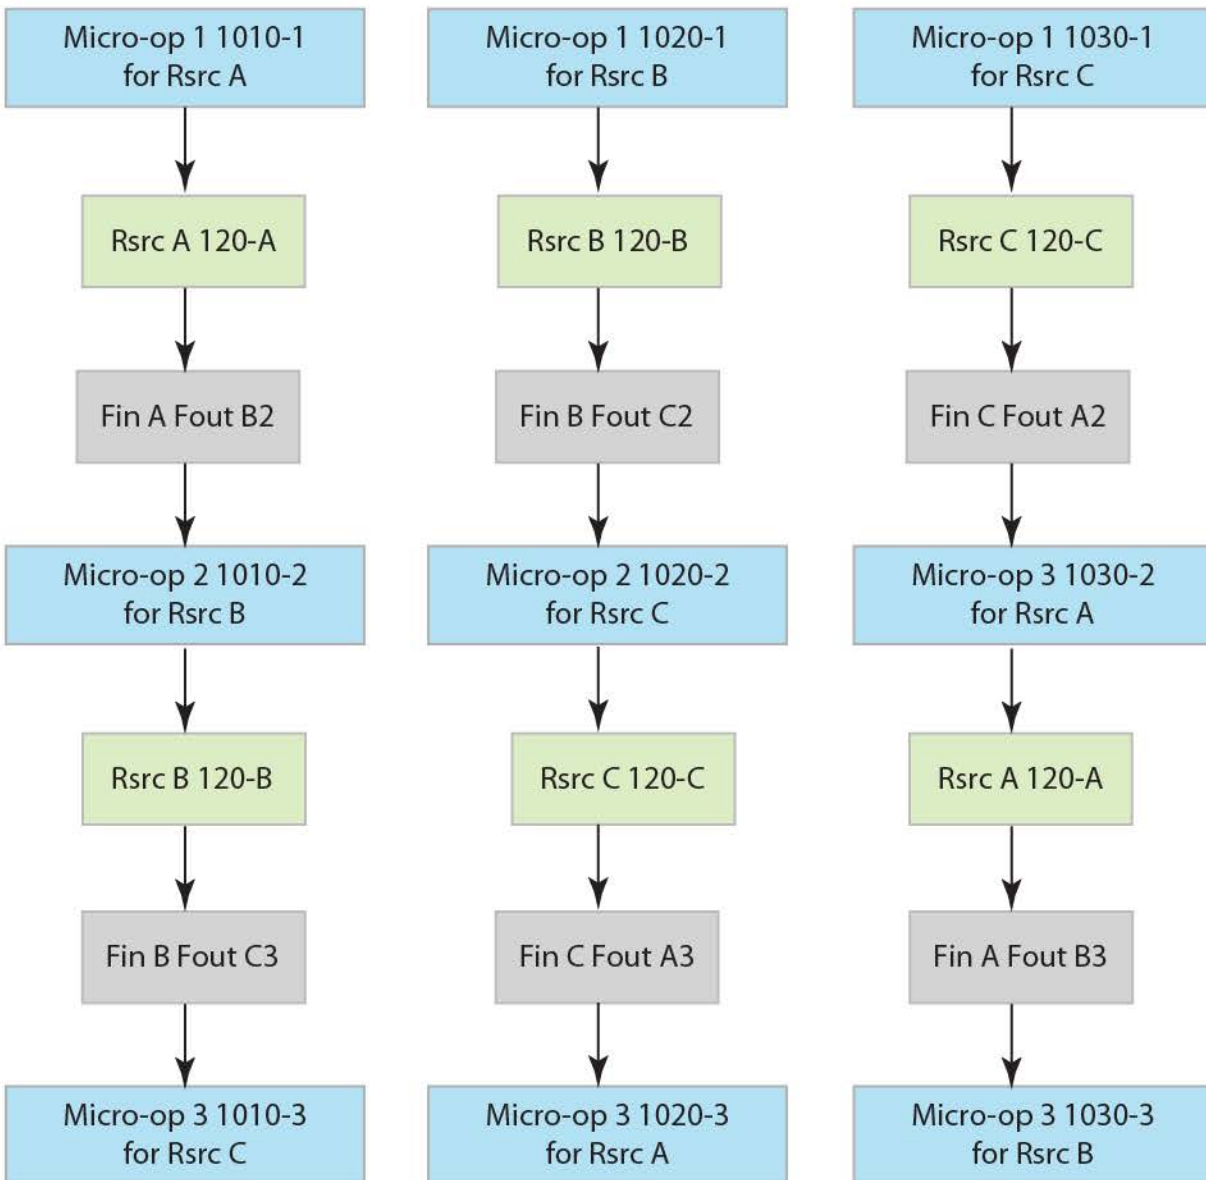 Micro-op 1 1010-1
for Rsrc A
Micro-op 1 1020-1
for Rsrc B
Micro-op 1 1030-1
for Rsrc C
Rsrc A 120-A
Rsrc B 120-B
Rsrc C 120-C
Fin A Fout B2
Fin B Fout C2
Fin C Fout A2
Micro-op 2 1010-2
for Rsrc B
Micro-op 2 1020-2
for Rsrc C
Micro-op 3 1030-2
for Rsrc A
Rsrc B 120-B
Rsrc C 120-C
Rsrc A 120-A
Fin B Fout C3
Fin C Fout A3
Fin A Fout B3
Micro-op 3 1010-3
for Rsrc C
Micro-op 3 1020-3
for Rsrc A
Micro-op 3 1030-3
for Rsrc B